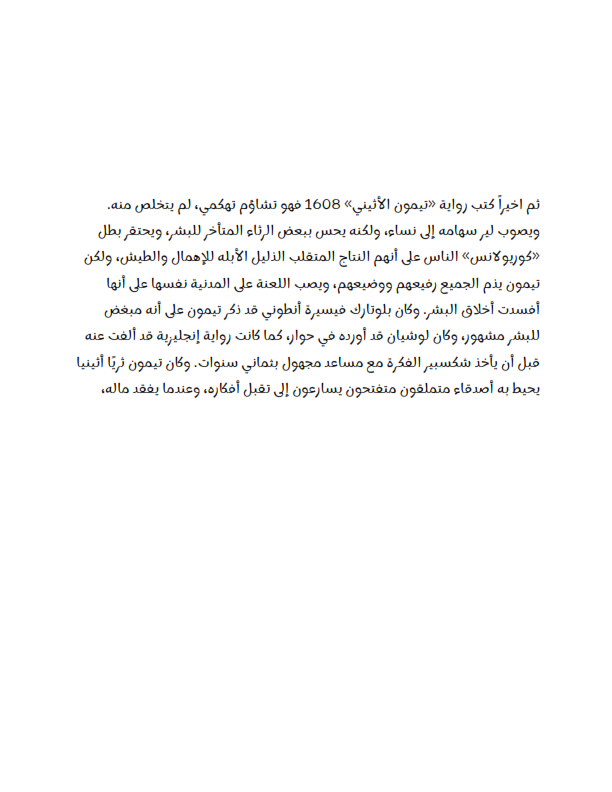 ثم اخيراً كتب رواية «تيمون الأثيني» 1608 فهو تشاؤم تهكمي، لم يتخلص منه.
ويصوب لير سهامه إلى نساء، ولكنه يحس ببعض الرثاء المتأخر للبشر، ويحتقر بطل
«كوريولانس» الناس على أنهم النتاج المتقلب الذليل الأبله للإهمال والطيش، ولكن
تيمون يذم الجميع رفيعهم ووضيعهم، ويصب اللعنة على المدنية نفسها على أنها
أفسدت أخلاق البشر. وكان بلوتارك فيسيرة أنطوني قد ذكر تيمون على أنه مبغض
للبشر مشهور، وكان لوشيان قد أورده في حوار، كما كانت رواية إنجليزية قد ألفت عنه
قبل أن يأخذ شكسبير الفكرة مع مساعد مجهول بثماني سنوات. وكان تيمون ثريًا أثينيا
يحيط به أصدقاء متملقون متفتحون يسارعون إلى تقبل أفكاره، وعندما يفقد ماله،